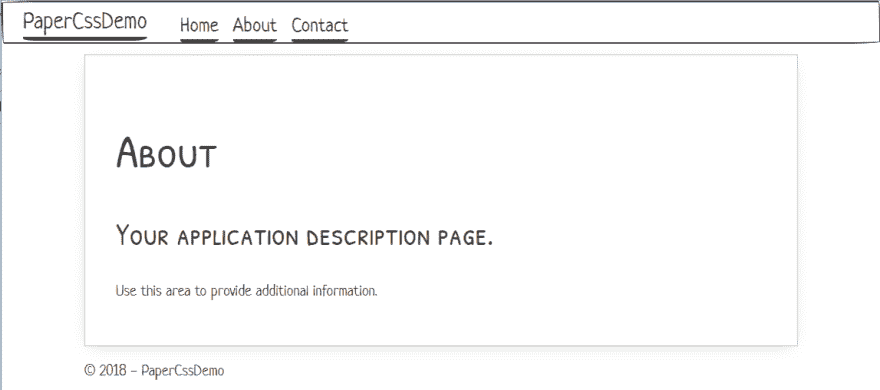 PaperCssDemo Home About Contact
About
Your application description page.
Use this area to provide additional information.
© 2018 - PaperCssDemo